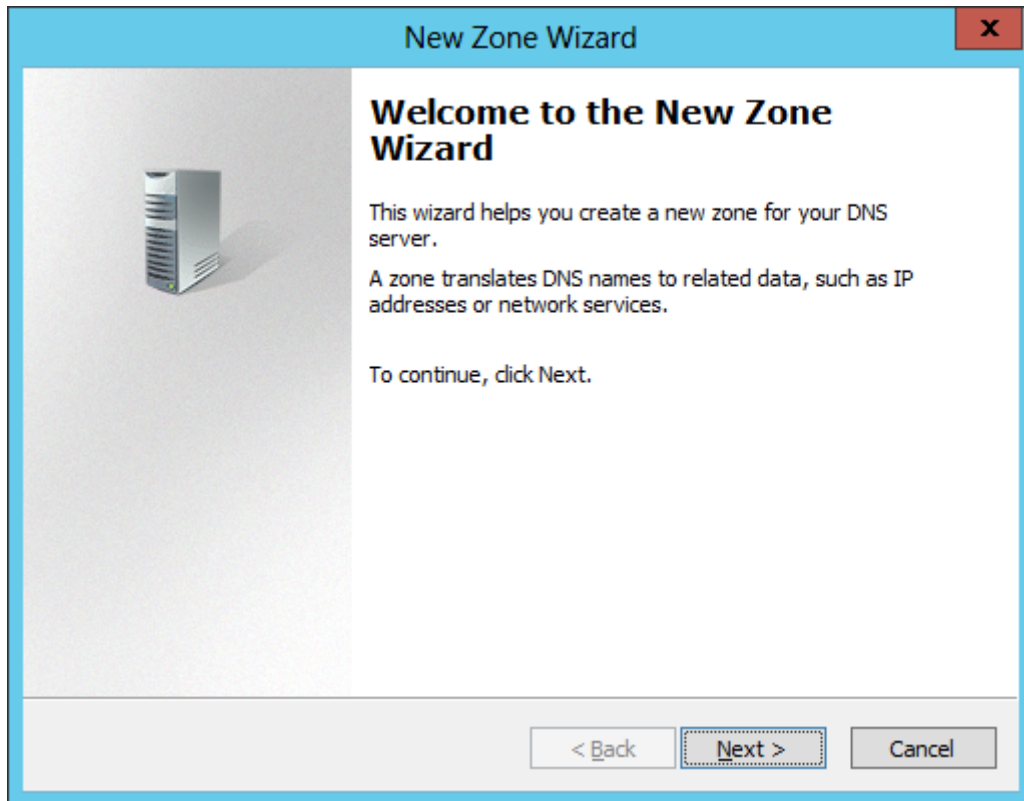 New Zone Wizard
x
Welcome to the New Zone
Wizard
This wizard helps you create a new zone for your DNS
server.
A zone translates DNS names to related data, such as IP
addresses or network services.
To continue, click Next.
< Back Next > Cancel